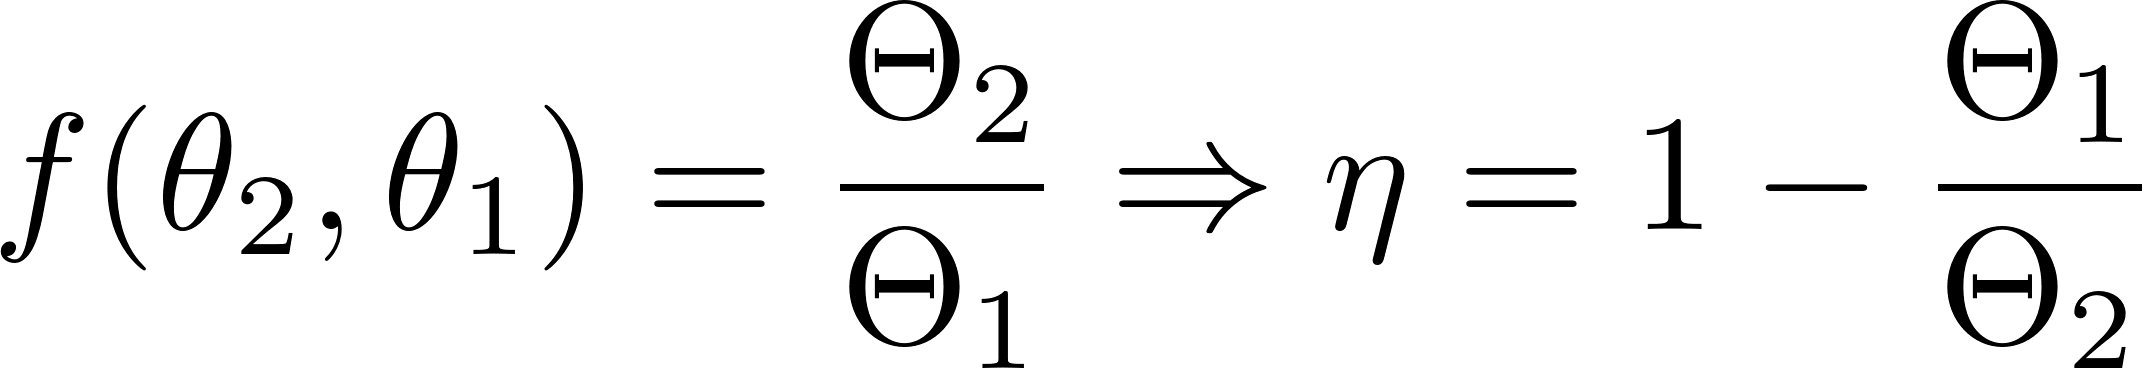 f(θ₂, θ₁) = Θ₂/Θ₁ ⇒ η = 1 − Θ₁/Θ₂